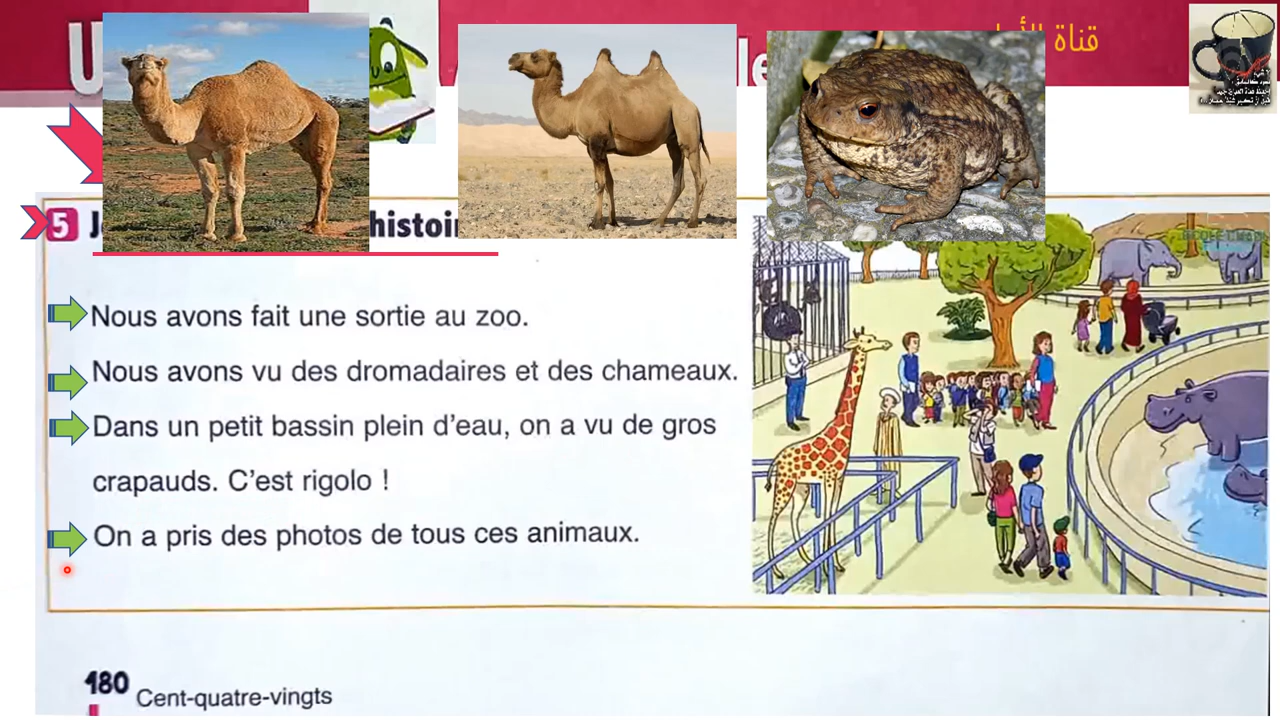 قناة
5 histoi
Nous avons fait une sortie au zoo.
Nous avons vu des dromadaires et des chameaux.
Dans un petit bassin plein d'eau, on a vu de gros
crapauds. C'est rigolo !
On a pris des photos de tous ces animaux.
180 Cent-quatre-vingts